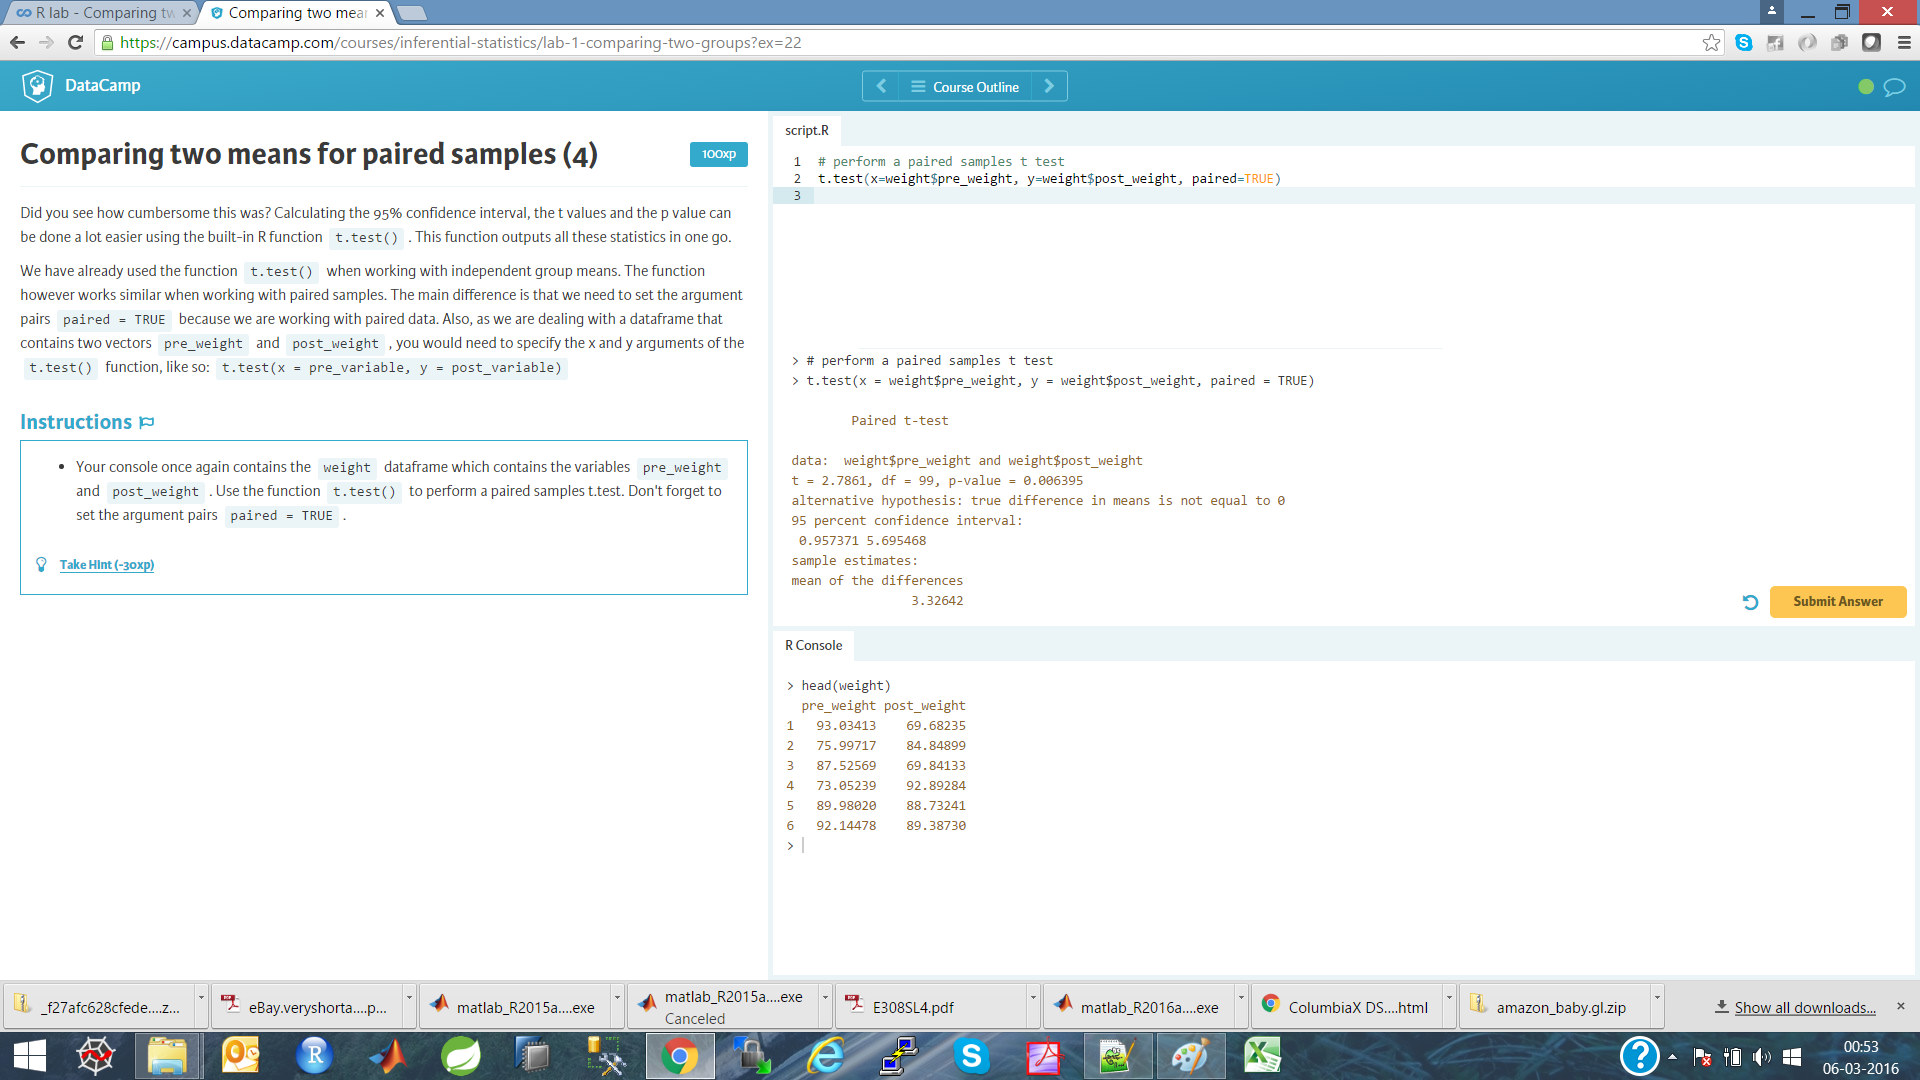 R lab - Comparing tw
Comparing two mea
https://campus.datacamp.com/courses/inferential-statistics/lab-1-comparing-two-groups?ex=22
DataCamp
Course Outline
Comparing two means for paired samples (4)
100xp
Did you see how cumbersome this was? Calculating the 95% confidence interval, the t values and the p value can
be done a lot easier using the built-in R function t.test() . This function outputs all these statistics in one go.
We have already used the function t.test() when working with independent group means. The function
however works similar when working with paired samples. The main difference is that we need to set the argument
pairs paired = TRUE because we are working with paired data. Also, as we are dealing with a dataframe that
contains two vectors pre_weight and post_weight , you would need to specify the x and y arguments of the
t.test() function, like so: t.test(x = pre_variable, y = post_variable)
Instructions
• Your console once again contains the weight dataframe which contains the variables pre_weight
and post_weight . Use the function t.test() to perform a paired samples t.test. Don't forget to
set the argument pairs paired = TRUE .
Take Hint (-30xp)
script.R
1 # perform a paired samples t test
2 t.test(x=weight$pre_weight, y=weight$post_weight, paired=TRUE)
3
> # perform a paired samples t test
> t.test(x = weight$pre_weight, y = weight$post_weight, paired = TRUE)
Paired t-test
data: weight$pre_weight and weight$post_weight
t = 2.7861, df = 99, p-value = 0.006395
alternative hypothesis: true difference in means is not equal to 0
95 percent confidence interval:
0.957371 5.695468
sample estimates:
mean of the differences
3.32642
Submit Answer
R Console
> head(weight)
pre_weight post_weight
1 93.03413 69.68235
2 75.99717 84.84899
3 87.52569 69.84133
4 73.05239 92.89284
5 89.98020 88.73241
6 92.14478 89.38730
>
_f27afc628cfede....z...
eBay.veryshorta....p...
matlab_R2015a....exe
matlab_R2015a....exe
Canceled
E308SL4.pdf
matlab_R2016a....exe
ColumbiaX DS....html
amazon_baby.gl.zip
Show all downloads...
00:53
06-03-2016